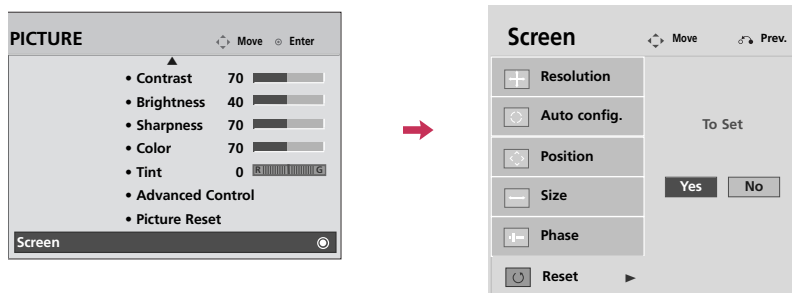 PICTURE Move Enter
• Contrast 70
• Brightness 40
• Sharpness 70
• Color 70
• Tint 0 R G
• Advanced Control
• Picture Reset
Screen
Screen Move Prev.
Resolution
Auto config.
Position
Size
Phase
Reset
To Set
Yes No